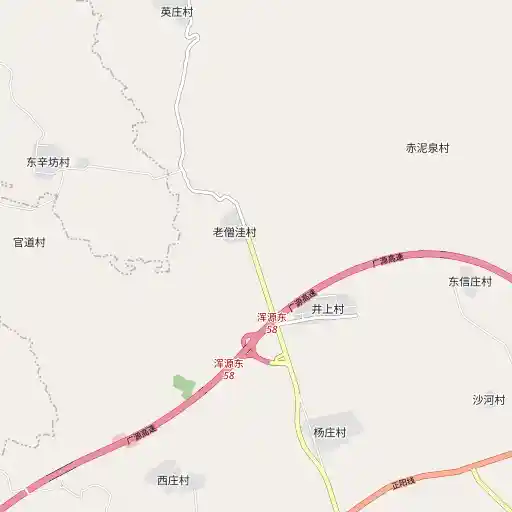 英庄村
赤泥泉村
东辛坊村
老僧洼村
官道村
广源高速
东信庄村
广源高速
井上村
浑源东
58
浑源东
58
沙河村
杨庄村
广源高速
西庄村
正阳线